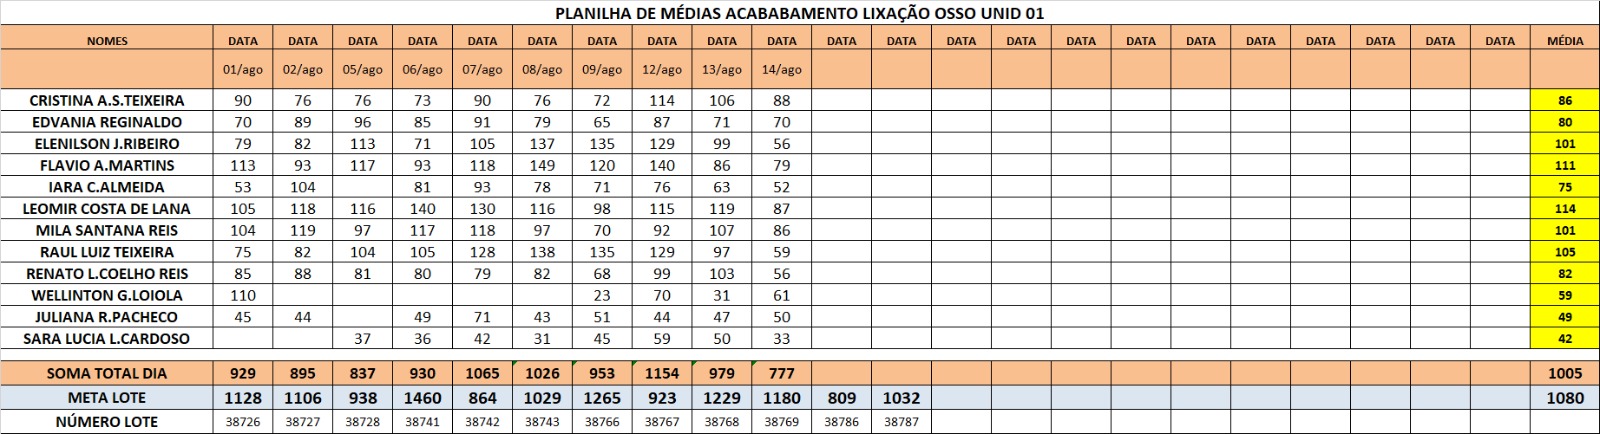 PLANILHA DE MÉDIAS ACABABAMENTO LIXAÇÃO OSSO UNID 01
NOMES DATA DATA DATA DATA DATA DATA DATA DATA DATA DATA DATA DATA DATA DATA DATA DATA DATA DATA DATA DATA DATA DATA MÉDIA
01/ago 02/ago 05/ago 06/ago 07/ago 08/ago 09/ago 12/ago 13/ago 14/ago
CRISTINA A.S.TEIXEIRA 90 76 76 73 90 76 72 114 106 88 86
EDVANIA REGINALDO 70 89 96 85 91 79 65 87 71 70 80
ELENILSON J.RIBEIRO 79 82 113 71 105 137 135 129 99 56 101
FLAVIO A.MARTINS 113 93 117 93 118 149 120 140 86 79 111
IARA C.ALMEIDA 53 104 81 93 78 71 76 63 52 75
LEOMIR COSTA DE LANA 105 118 116 140 130 116 98 115 119 87 114
MILA SANTANA REIS 104 119 97 117 118 97 70 92 107 86 101
RAUL LUIZ TEIXEIRA 75 82 104 105 128 138 135 129 97 59 105
RENATO L.COELHO REIS 85 88 81 80 79 82 68 99 103 56 82
WELLINTON G.LOIOLA 110 23 70 31 61 59
JULIANA R.PACHECO 45 44 49 71 43 51 44 47 50 49
SARA LUCIA L.CARDOSO 37 36 42 31 45 59 50 33 42
SOMA TOTAL DIA 929 895 837 930 1065 1026 953 1154 979 777 1005
META LOTE 1128 1106 938 1460 864 1029 1265 923 1229 1180 809 1032 1080
NÚMERO LOTE 38726 38727 38728 38741 38742 38743 38766 38767 38768 38769 38786 38787